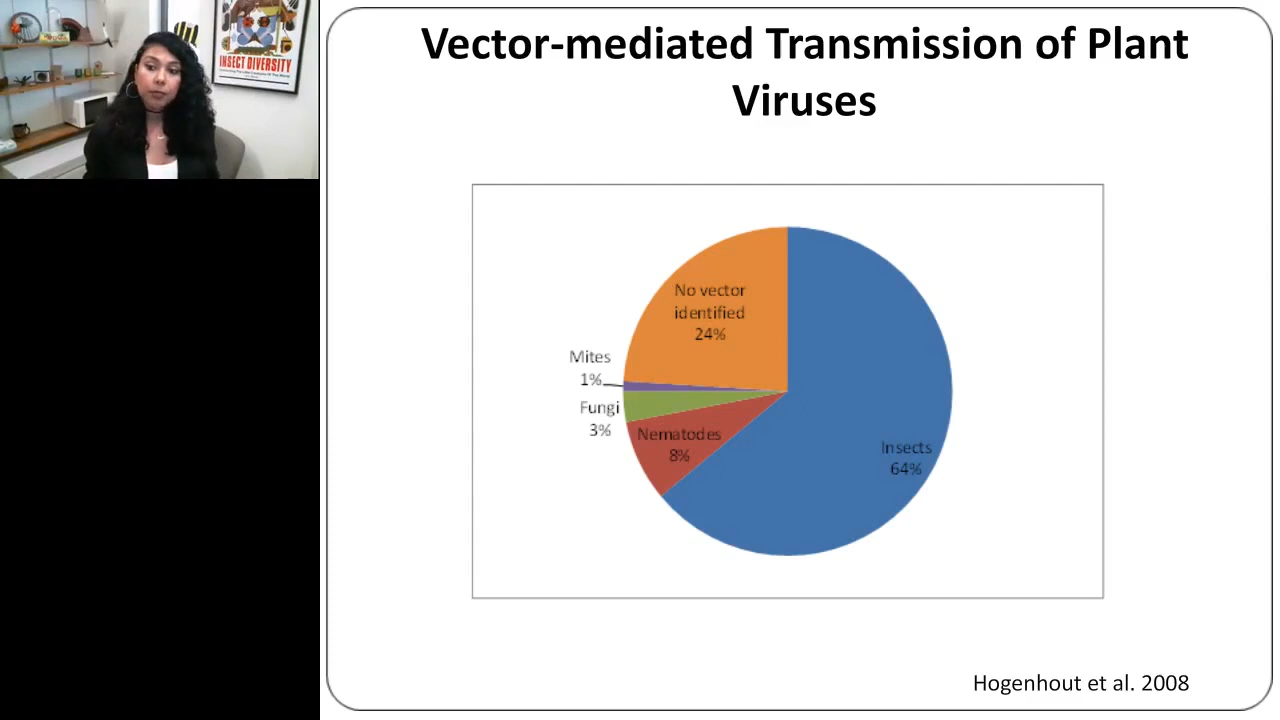 INSECT DIVERSITY
Vector-mediated Transmission of Plant
Viruses
No vector
identified
24%
Mites
1%
Fungi
3%
Nematodes
8%
Insects
64%
Hogenhout et al. 2008